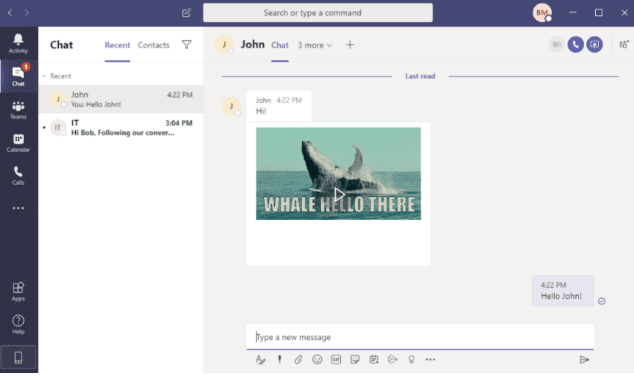 Search or type a command
BM
Activity
Chat
1
Teams
Calendar
Calls
Apps
Help
Chat
Recent
Contacts
Recent
J
John
4:22 PM
You: Hello John!
IT
IT
3:04 PM
Hi Bob, Following our conver...
J
John
Chat
3 more
Last read
J
John 4:22 PM
Hi!
WHALE HELLO THERE
4:22 PM
Hello John!
Type a new message
GIF